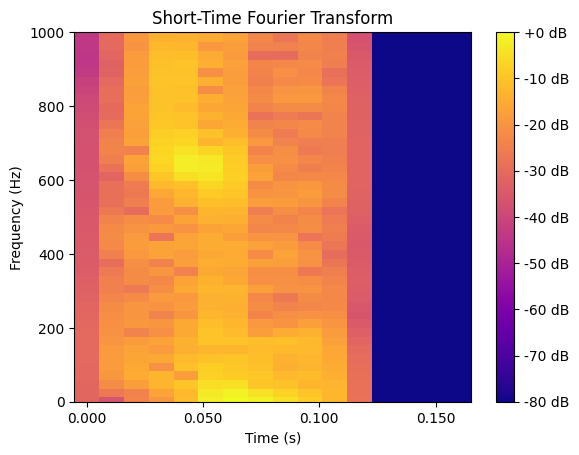 Short-Time Fourier Transform
1000
800
600
400
200
0
Frequency (Hz)
0.000
0.050
0.100
0.150
Time (s)
+0 dB
-10 dB
-20 dB
-30 dB
-40 dB
-50 dB
-60 dB
-70 dB
-80 dB